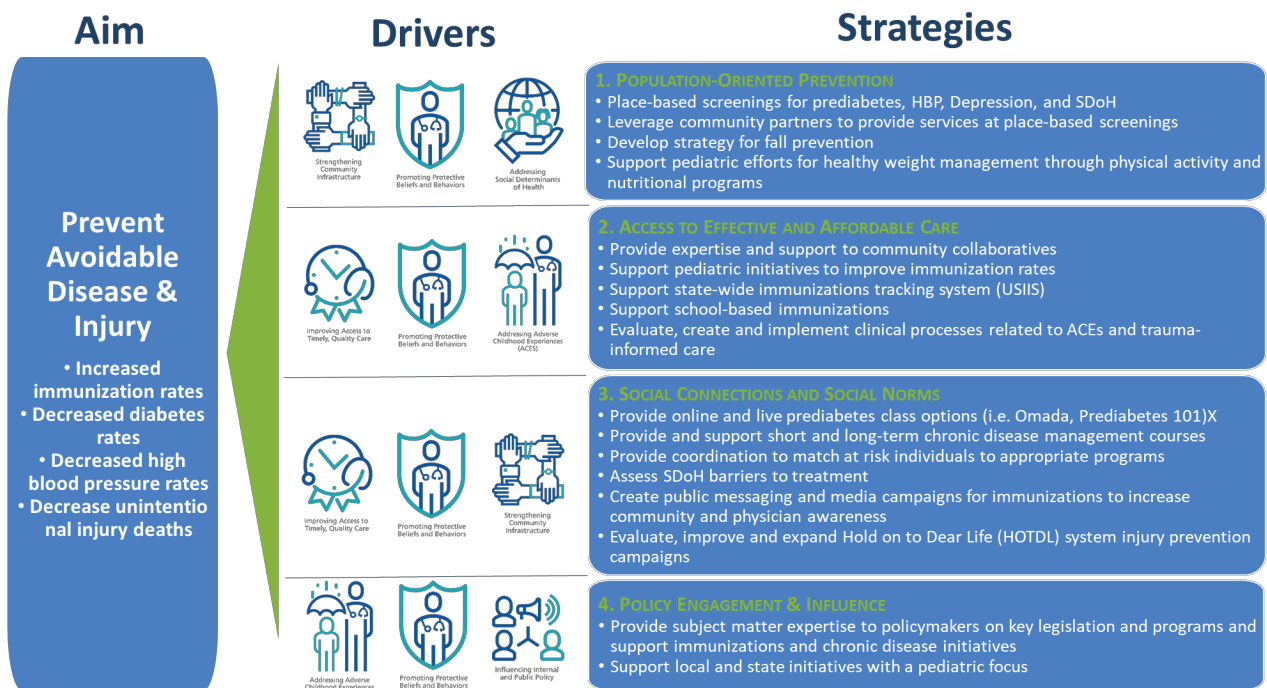 Aim
Drivers
Strategies
Prevent
Avoidable
Disease &
Injury
• Increased
immunization rates
• Decreased diabetes
rates
• Decreased high
blood pressure rates
• Decrease unintentio
nal injury deaths
Strengthening
Community
Infrastructure
Promoting Protective
Beliefs and Behaviors
Addressing
Social Determinants
of Health
1. Population-Oriented Prevention
• Place-based screenings for prediabetes, HBP, Depression, and SDoH
• Leverage community partners to provide services at place-based screenings
• Develop strategy for fall prevention
• Support pediatric efforts for healthy weight management through physical activity and
nutritional programs
Improving Access to
Timely, Quality Care
Promoting Protective
Beliefs and Behaviors
Addressing Adverse
Childhood Experiences
(ACES)
2. Access to Effective and Affordable Care
• Provide expertise and support to community collaboratives
• Support pediatric initiatives to improve immunization rates
• Support state-wide immunizations tracking system (USIIS)
• Support school-based immunizations
• Evaluate, create and implement clinical processes related to ACEs and trauma-
informed care
Improving Access to
Timely, Quality Care
Promoting Protective
Beliefs and Behaviors
Strengthening
Community
Infrastructure
3. Social Connections and Social Norms
• Provide online and live prediabetes class options (i.e. Omada, Prediabetes 101)X
• Provide and support short and long-term chronic disease management courses
• Provide coordination to match at risk individuals to appropriate programs
• Assess SDoH barriers to treatment
• Create public messaging and media campaigns for immunizations to increase
community and physician awareness
• Evaluate, improve and expand Hold on to Dear Life (HOTDL) system injury prevention
campaigns
Addressing Adverse
Childhood Experiences
Promoting Protective
Beliefs and Behaviors
Influencing Internal
and Public Policy
4. Policy Engagement & Influence
• Provide subject matter expertise to policymakers on key legislation and programs and
support immunizations and chronic disease initiatives
• Support local and state initiatives with a pediatric focus